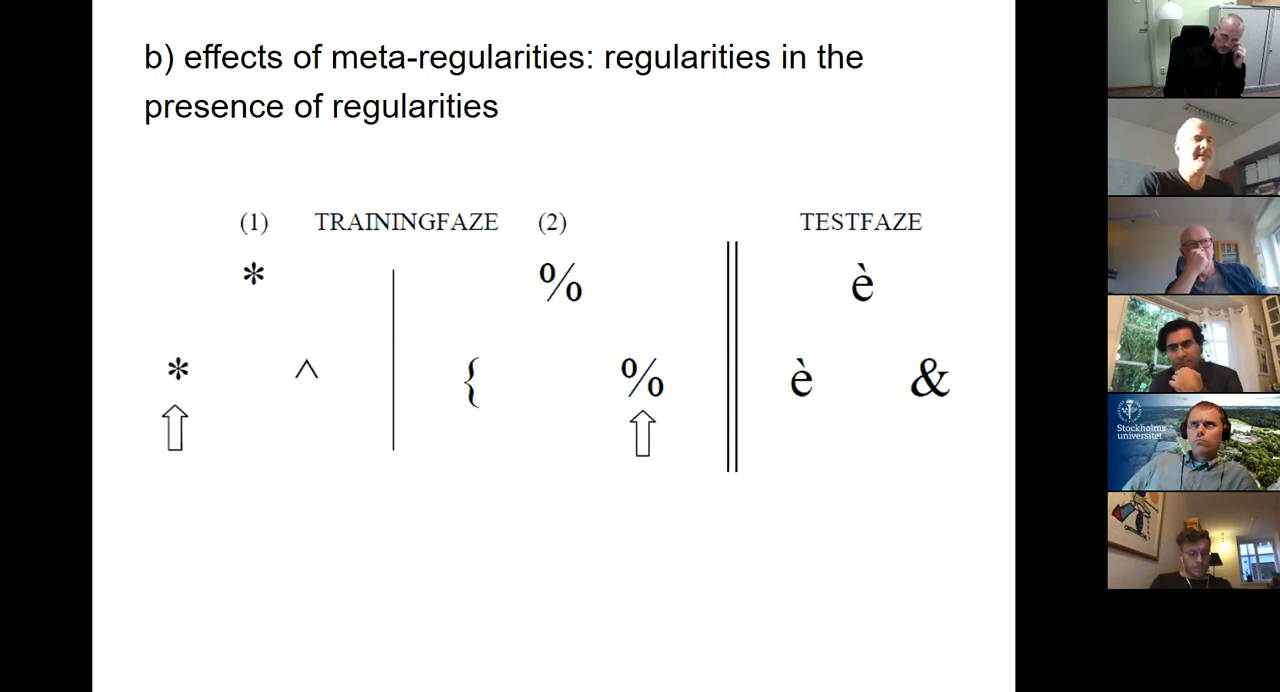 b) effects of meta-regularities: regularities in the
presence of regularities
(1) TRAININGFAZE (2) TESTFAZE
* % è
* ^ { % è &
Stockholms
universitet